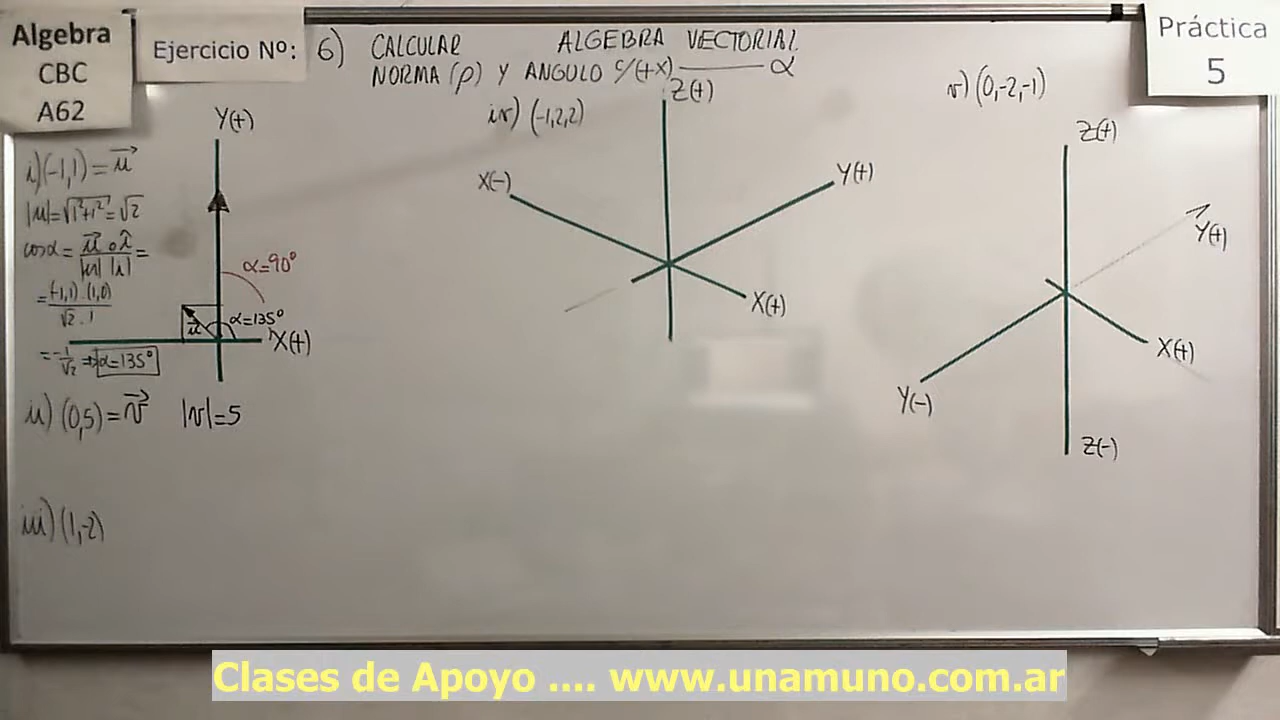 Algebra
CBC
A62
Ejercicio Nº:
6) CALCULAR ALGEBRA VECTORIAL
NORMA (ρ) Y ANGULO c/(+x) α
Práctica
5
i) (-1,1) = u⃗
|u| = √1²+1² = √2
cos α = u⃗ ∘ î / |u| |i| =
= (-1,1) . (1,0) / √2 . 1
= -1/√2 ⇒ α=135°
Y(+)
α=90°
α=135°
u⃗
X(+)
ii) (0,5) = v⃗ |v|=5
iii) (1,-2)
iv) (-1,2,2)
Z(+)
X(-)
Y(+)
X(+)
v) (0,-2,-1)
Z(+)
Y(+)
X(+)
Y(-)
Z(-)
Clases de Apoyo .... www.unamuno.com.ar